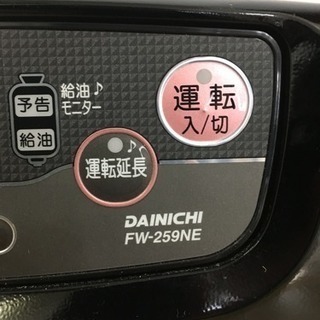 予告
給油
給油♪
モニター
運転
入/切
運転延長
DAINICHI
FW-259NE